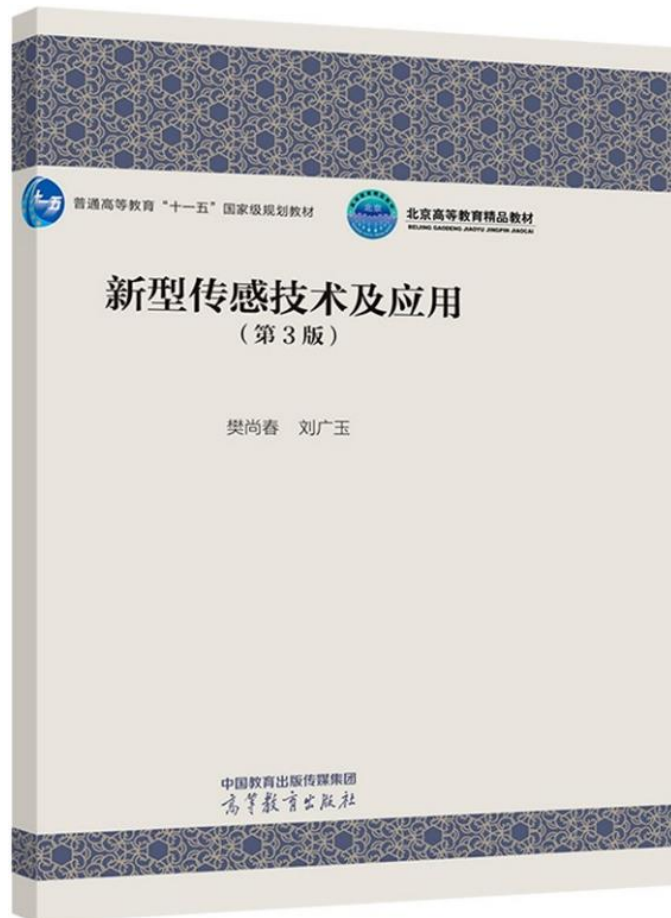 十一五
普通高等教育“十一五”国家级规划教材
北京高等教育精品教材
BEIJING GAODENG JIAOYU JINGPIN JIAOCAI
新型传感技术及应用
（第3版）
樊尚春 刘广玉
中国教育出版传媒集团
高等教育出版社